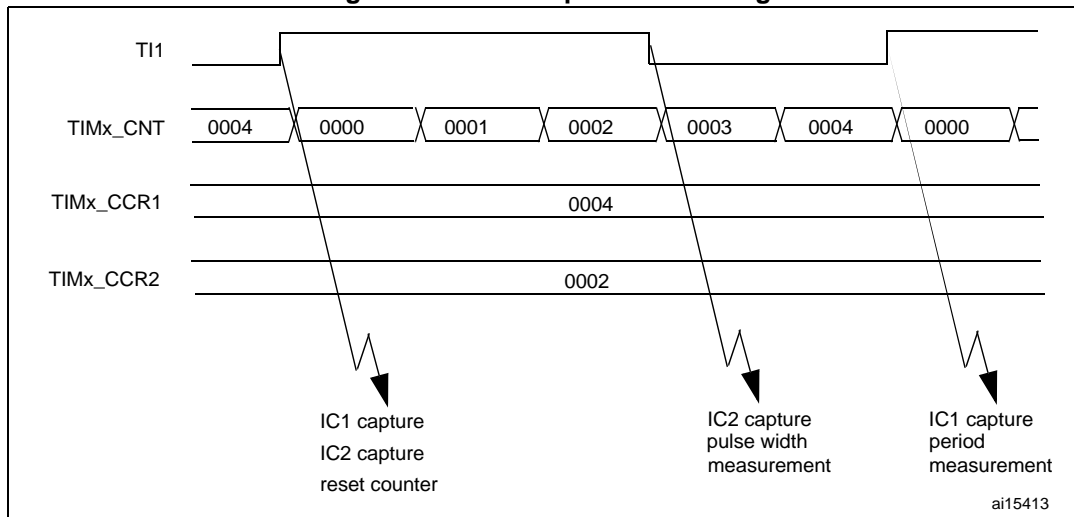 TI1
TIMx_CNT 0004 0000 0001 0002 0003 0004 0000
TIMx_CCR1 0004
TIMx_CCR2 0002
IC1 capture
IC2 capture
reset counter
IC2 capture
pulse width
measurement
IC1 capture
period
measurement
ai15413